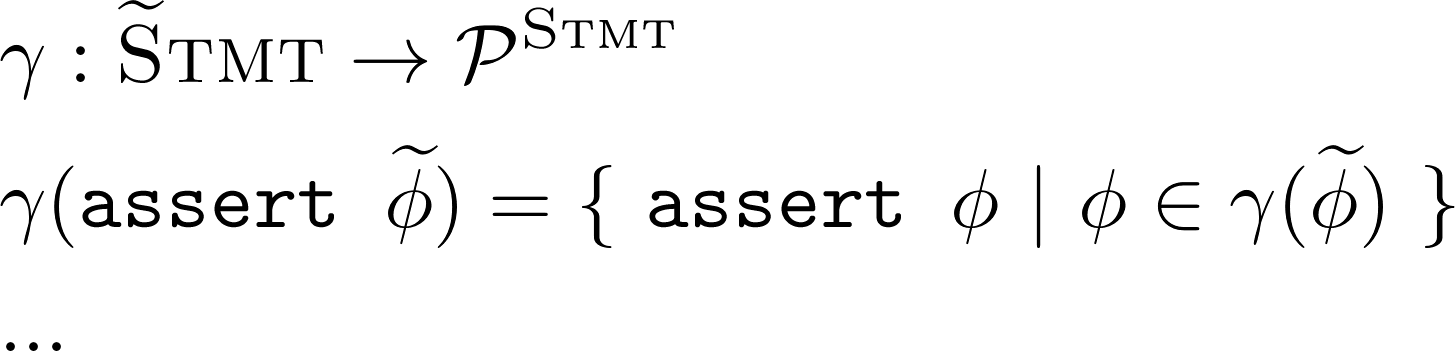 γ : S̃TMT → 𝒫^STMT
γ(assert ϕ̃) = { assert ϕ | ϕ ∈ γ(ϕ̃) }
...